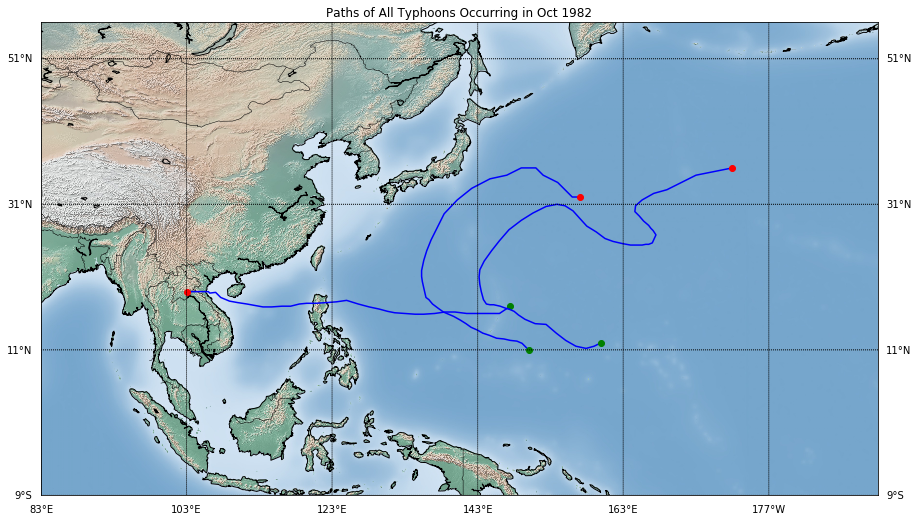 Paths of All Typhoons Occurring in Oct 1982
51°N 51°N
31°N 31°N
11°N 11°N
9°S 9°S
83°E 103°E 123°E 143°E 163°E 177°W